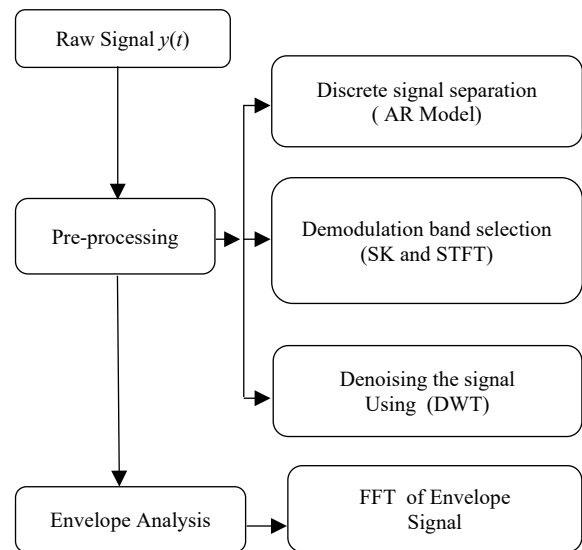 Raw Signal y(t)
Discrete signal separation
( AR Model)
Pre-processing
Demodulation band selection
(SK and STFT)
Denoising the signal
Using (DWT)
Envelope Analysis
FFT of Envelope
Signal